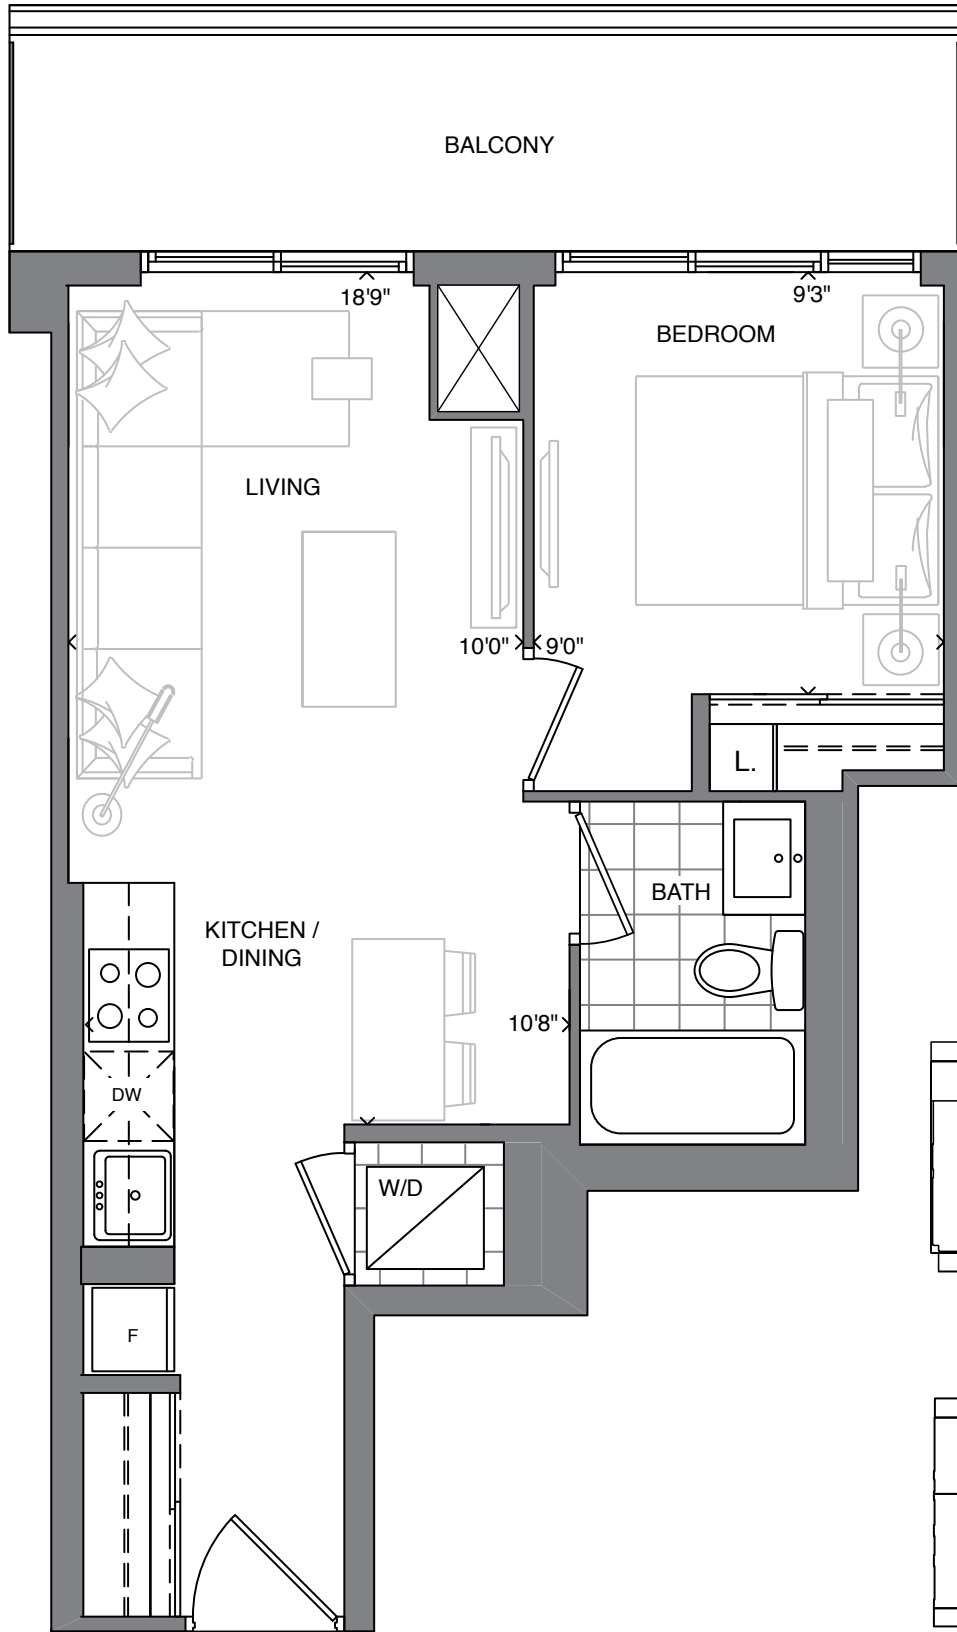 BALCONY
18'9"
9'3"
BEDROOM
LIVING
10'0"
9'0"
L.
BATH
KITCHEN /
DINING
10'8"
DW
W/D
F